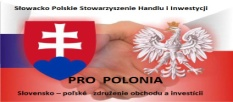 Słowacko Polskie Stowarzyszenie Handlu i Inwestycji
PRO POLONIA
Slovensko – poľské združenie obchodu a investícií